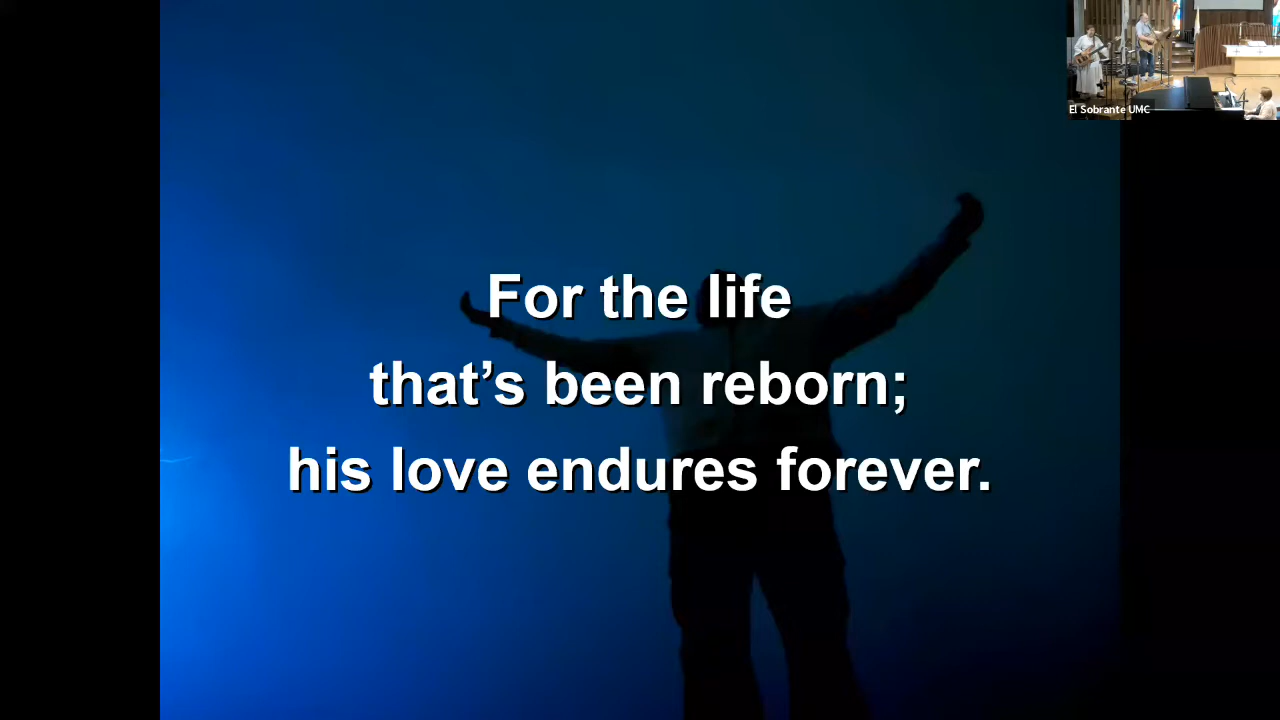 El Sobrante UMC
For the life
that’s been reborn;
his love endures forever.